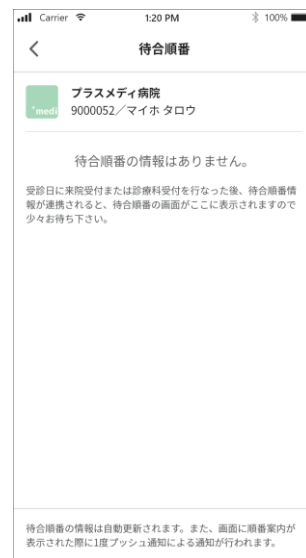 Carrier 1:20 PM 100%
待合順番
プラスメディ病院
+medi 9000052／マイホ タロウ
待合順番の情報はありません。
受診日に来院受付または診療科受付を行なった後、待合順番情
報が連携されると、待合順番の画面がここに表示されますので
少々お待ち下さい。
待合順番の情報は自動更新されます。また、画面に順番案内が
表示された際に1度プッシュ通知による通知が行われます。